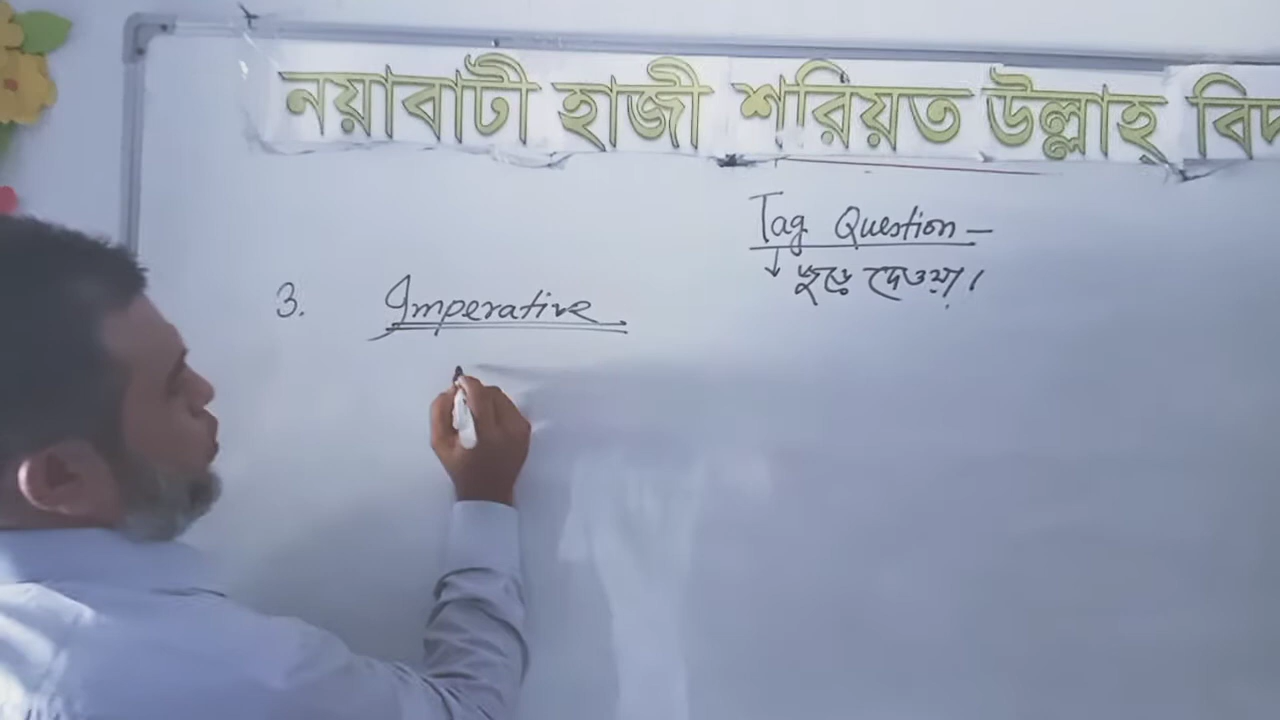 নয়াবাটী হাজী শরিয়ত উল্লাহ বিদ
Tag Question —
↓ জুড়ে দেওয়া।
3. Imperative